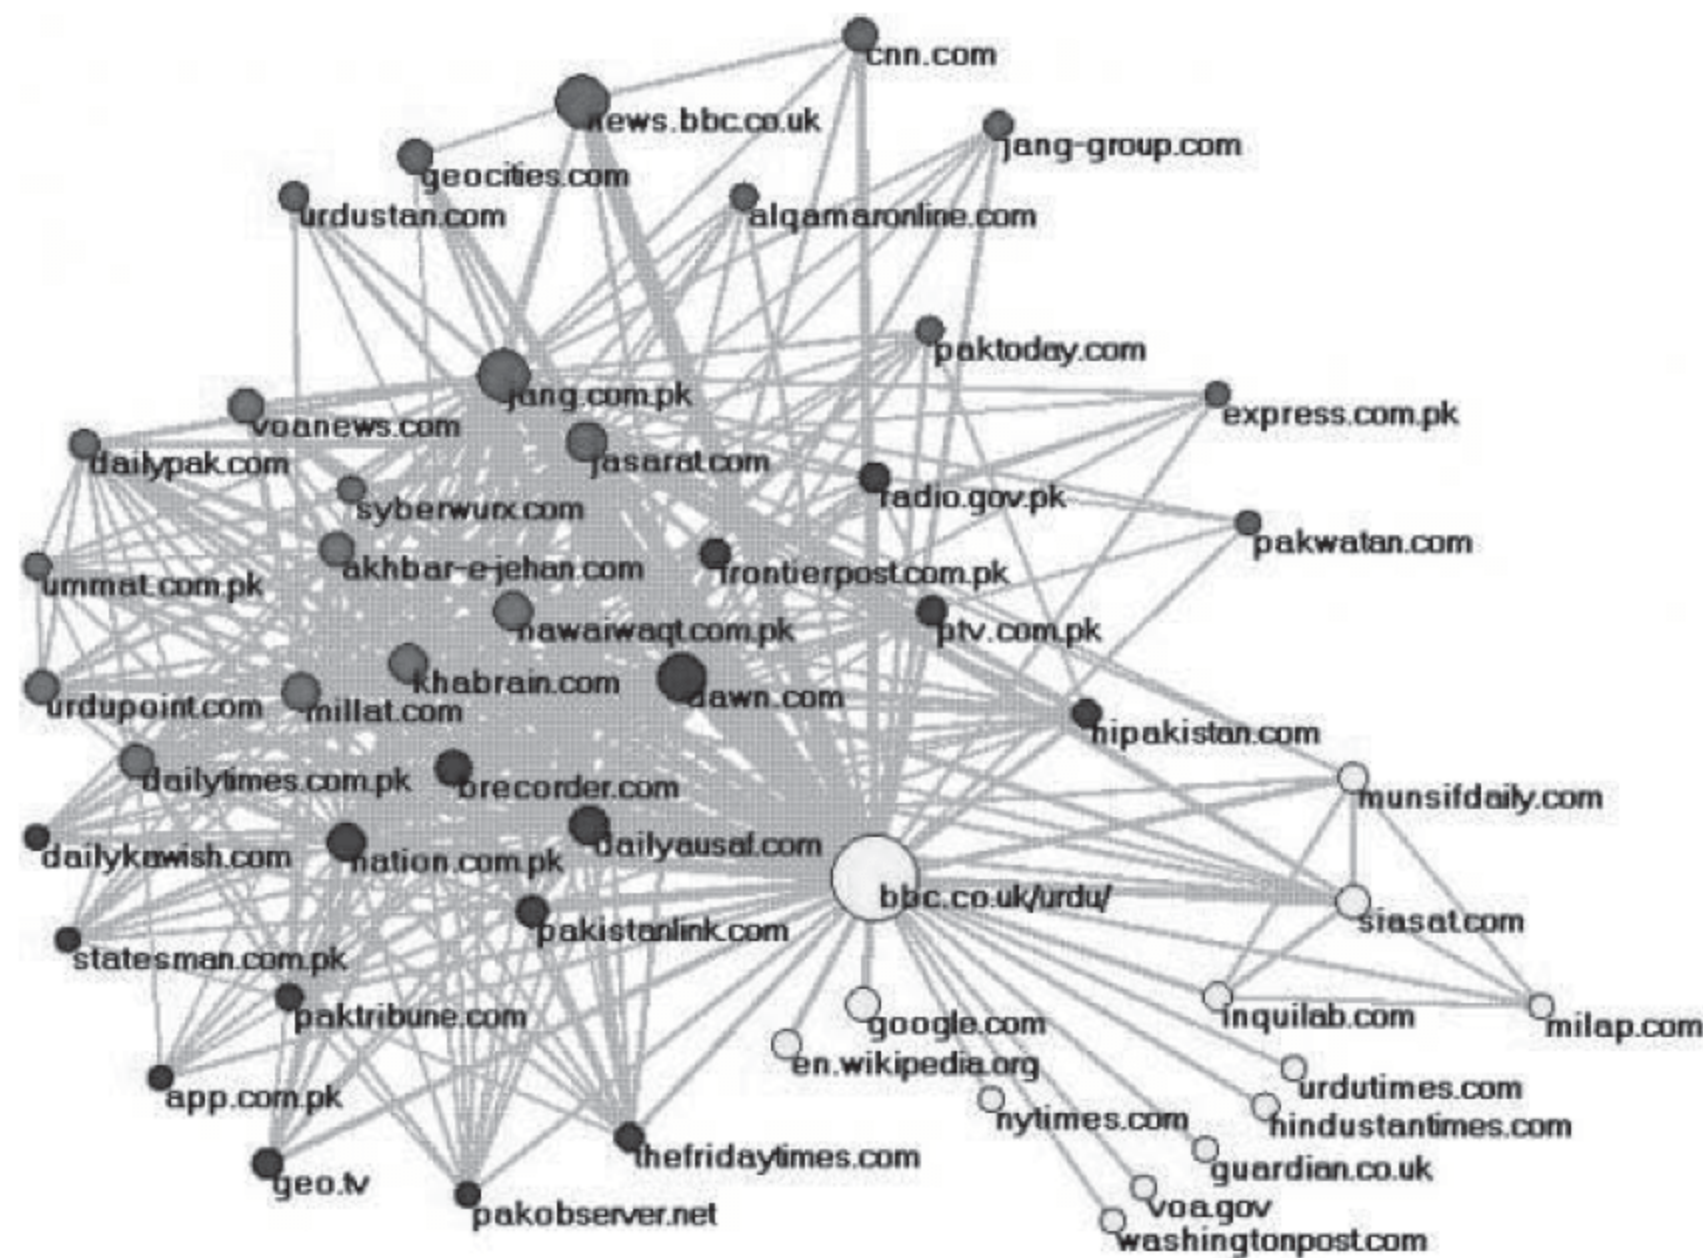 cnn.com
news.bbc.co.uk
jang-group.com
geocities.com
urdustan.com
alqamaronline.com
paktoday.com
jang.com.pk
express.com.pk
voanews.com
dailypak.com
jasarat.com
radio.gov.pk
syberwurx.com
pakwatan.com
akhbar-e-jehan.com
frontierpost.com.pk
ummat.com.pk
nawaiwaqt.com.pk
ptv.com.pk
khabrain.com
dawn.com
urdupoint.com
millat.com
hipakistan.com
dailytimes.com.pk
brecorder.com
munsifdaily.com
dailyausaf.com
dailykawish.com
nation.com.pk
bbc.co.uk/urdu/
siasat.com
pakistanlink.com
statesman.com.pk
paktribune.com
google.com
inquilab.com
milap.com
en.wikipedia.org
urdutimes.com
app.com.pk
nytimes.com
hindustantimes.com
thefridaytimes.com
guardian.co.uk
geo.tv
voa.gov
pakobserver.net
washingtonpost.com